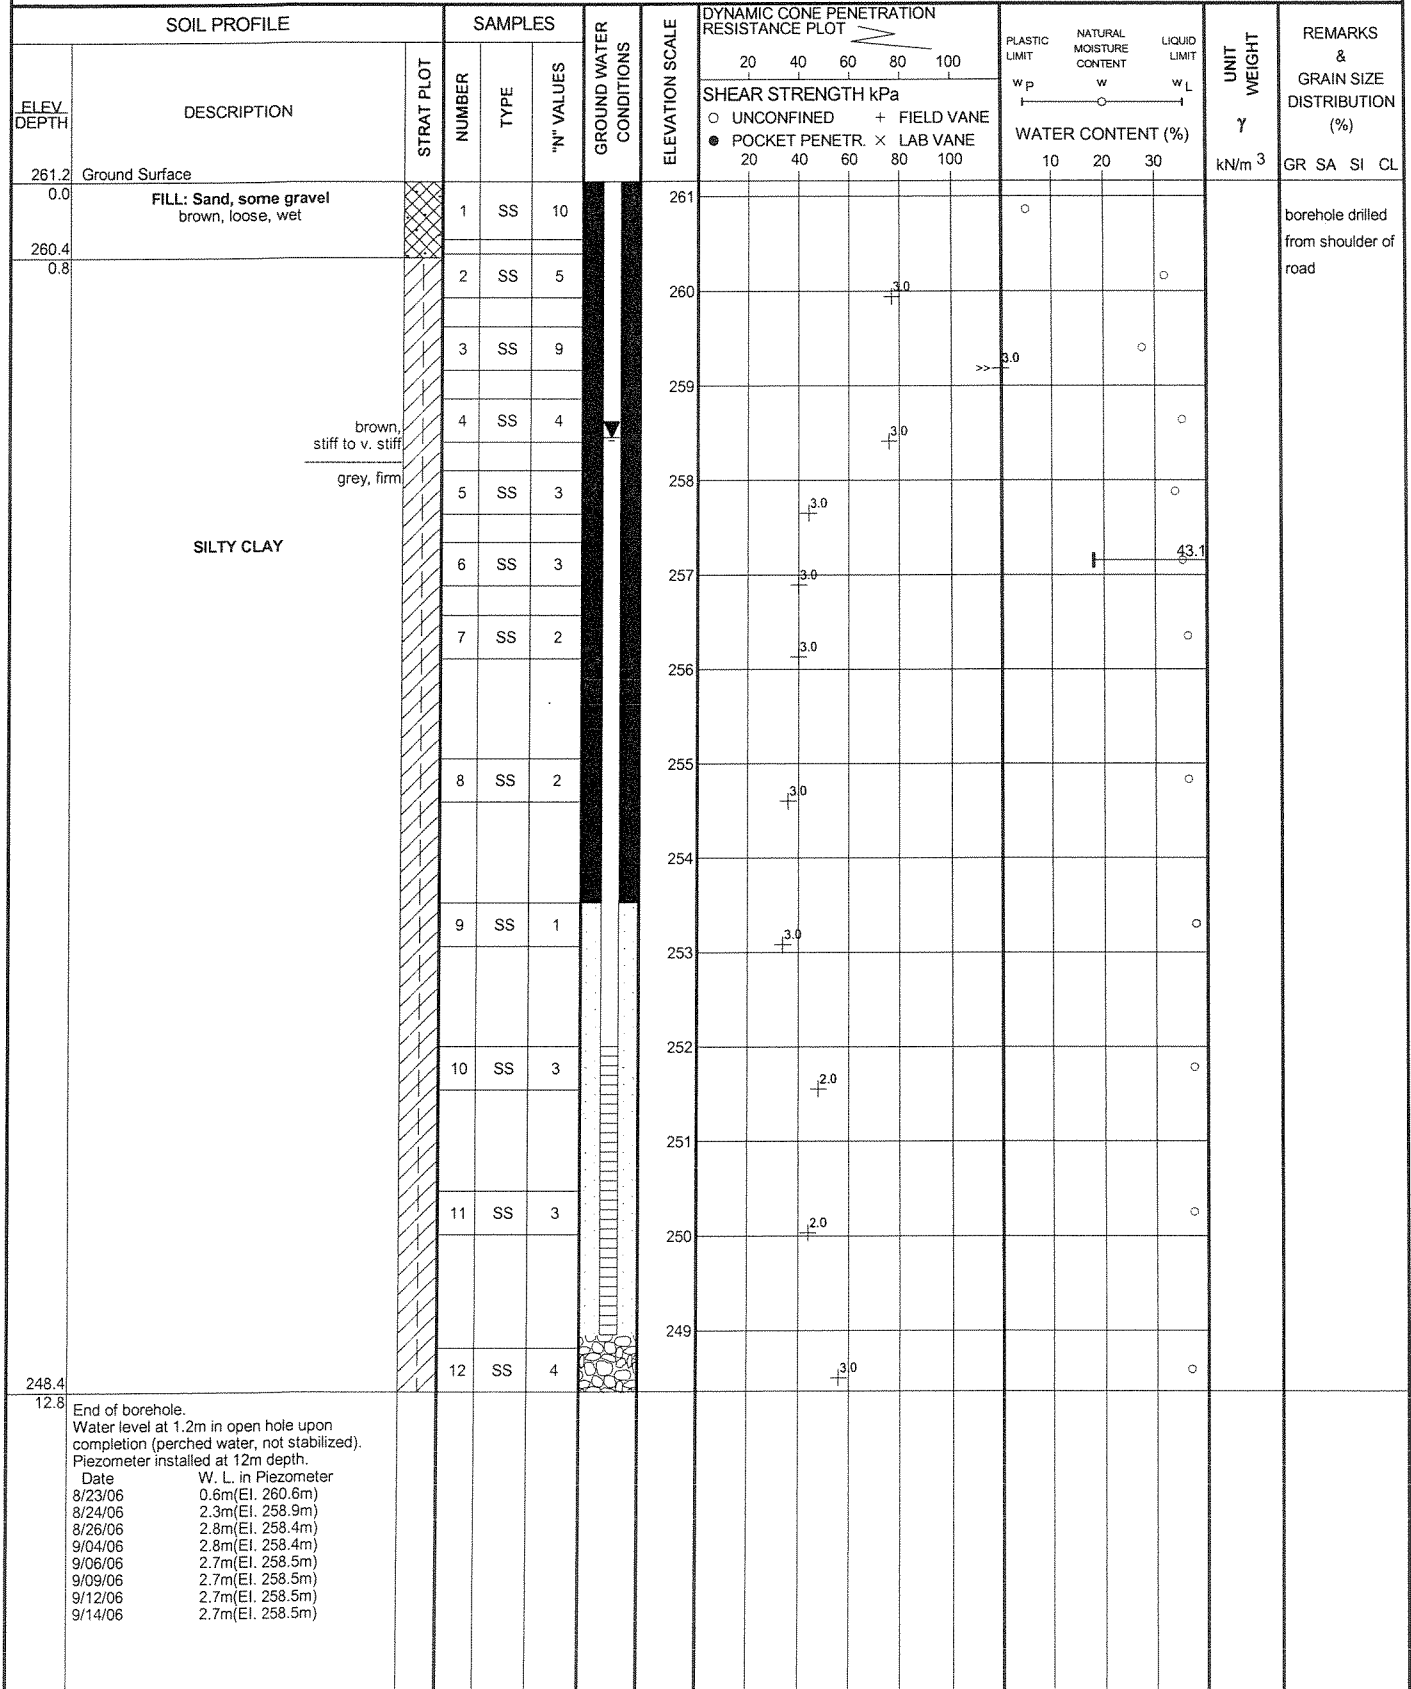 SOIL PROFILE
SAMPLES
GROUND WATER CONDITIONS
ELEVATION SCALE
DYNAMIC CONE PENETRATION
RESISTANCE PLOT
20 40 60 80 100
SHEAR STRENGTH kPa
○ UNCONFINED + FIELD VANE
● POCKET PENETR. × LAB VANE
20 40 60 80 100
PLASTIC LIMIT
NATURAL MOISTURE CONTENT
LIQUID LIMIT
wP w wL
WATER CONTENT (%)
10 20 30
UNIT WEIGHT
γ
kN/m 3
REMARKS
&
GRAIN SIZE
DISTRIBUTION
(%)
GR SA SI CL
ELEV
DEPTH
DESCRIPTION
STRAT PLOT
NUMBER
TYPE
"N" VALUES
261.2 Ground Surface
0.0
FILL: Sand, some gravel
brown, loose, wet
260.4
0.8
brown,
stiff to v. stiff
grey, firm
SILTY CLAY
248.4
12.8
1 SS 10
2 SS 5
3 SS 9
4 SS 4
5 SS 3
6 SS 3
7 SS 2
8 SS 2
9 SS 1
10 SS 3
11 SS 3
12 SS 4
261
260
259
258
257
256
255
254
253
252
251
250
249
3.0
>> 3.0
3.0
3.0
3.0
3.0
3.0
3.0
2.0
2.0
3.0
43.1
borehole drilled
from shoulder of
road
End of borehole.
Water level at 1.2m in open hole upon
completion (perched water, not stabilized).
Piezometer installed at 12m depth.
Date W. L. in Piezometer
8/23/06 0.6m(El. 260.6m)
8/24/06 2.3m(El. 258.9m)
8/26/06 2.8m(El. 258.4m)
9/04/06 2.8m(El. 258.4m)
9/06/06 2.7m(El. 258.5m)
9/09/06 2.7m(El. 258.5m)
9/12/06 2.7m(El. 258.5m)
9/14/06 2.7m(El. 258.5m)